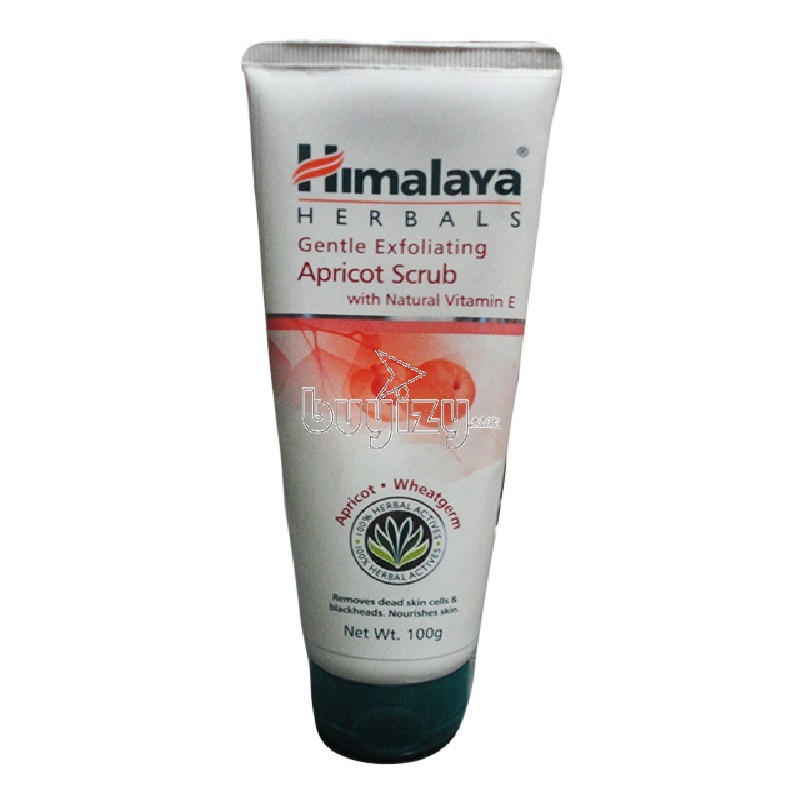 Himalaya®
HERBALS
Gentle Exfoliating
Apricot Scrub
with Natural Vitamin E
buyizy
Apricot • Wheatgerm
100% HERBAL ACTIVES
100% HERBAL ACTIVES
Removes dead skin cells &
blackheads. Nourishes skin.
Net Wt. 100g